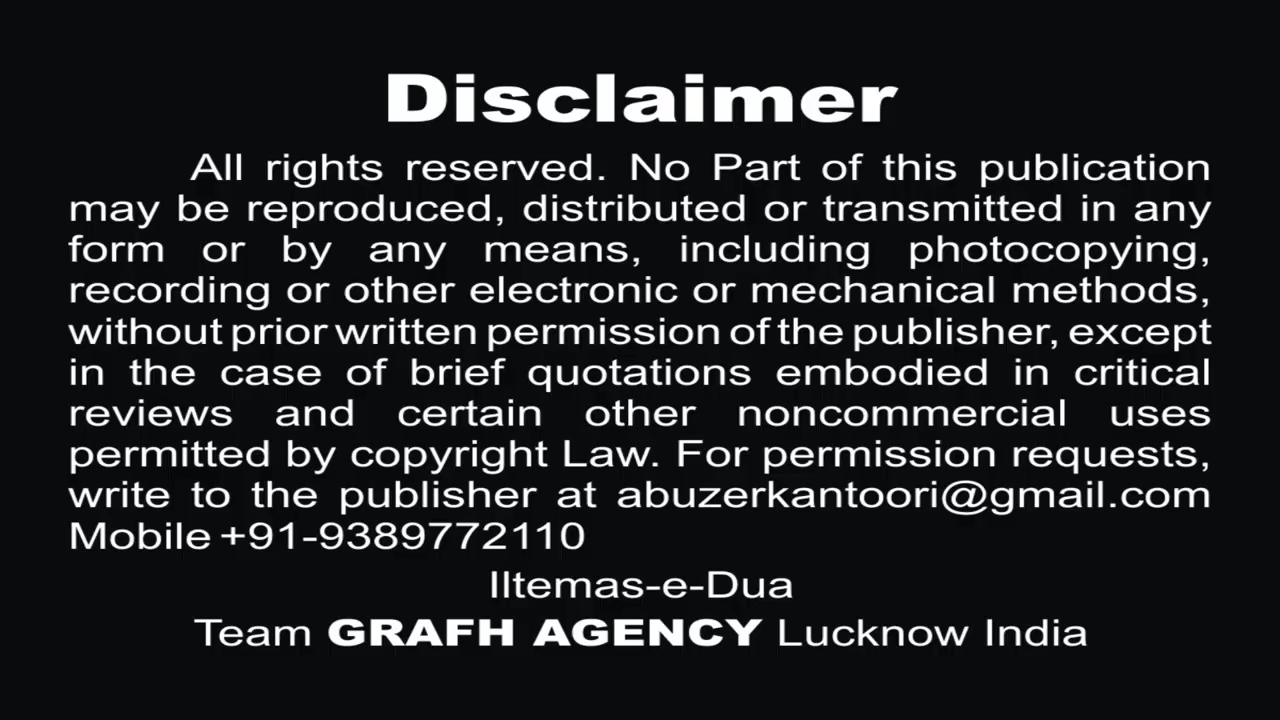 Disclaimer
All rights reserved. No Part of this publication
may be reproduced, distributed or transmitted in any
form or by any means, including photocopying,
recording or other electronic or mechanical methods,
without prior written permission of the publisher, except
in the case of brief quotations embodied in critical
reviews and certain other noncommercial uses
permitted by copyright Law. For permission requests,
write to the publisher at abuzerkantoori@gmail.com
Mobile +91-9389772110
IItemas-e-Dua
Team GRAFH AGENCY Lucknow India